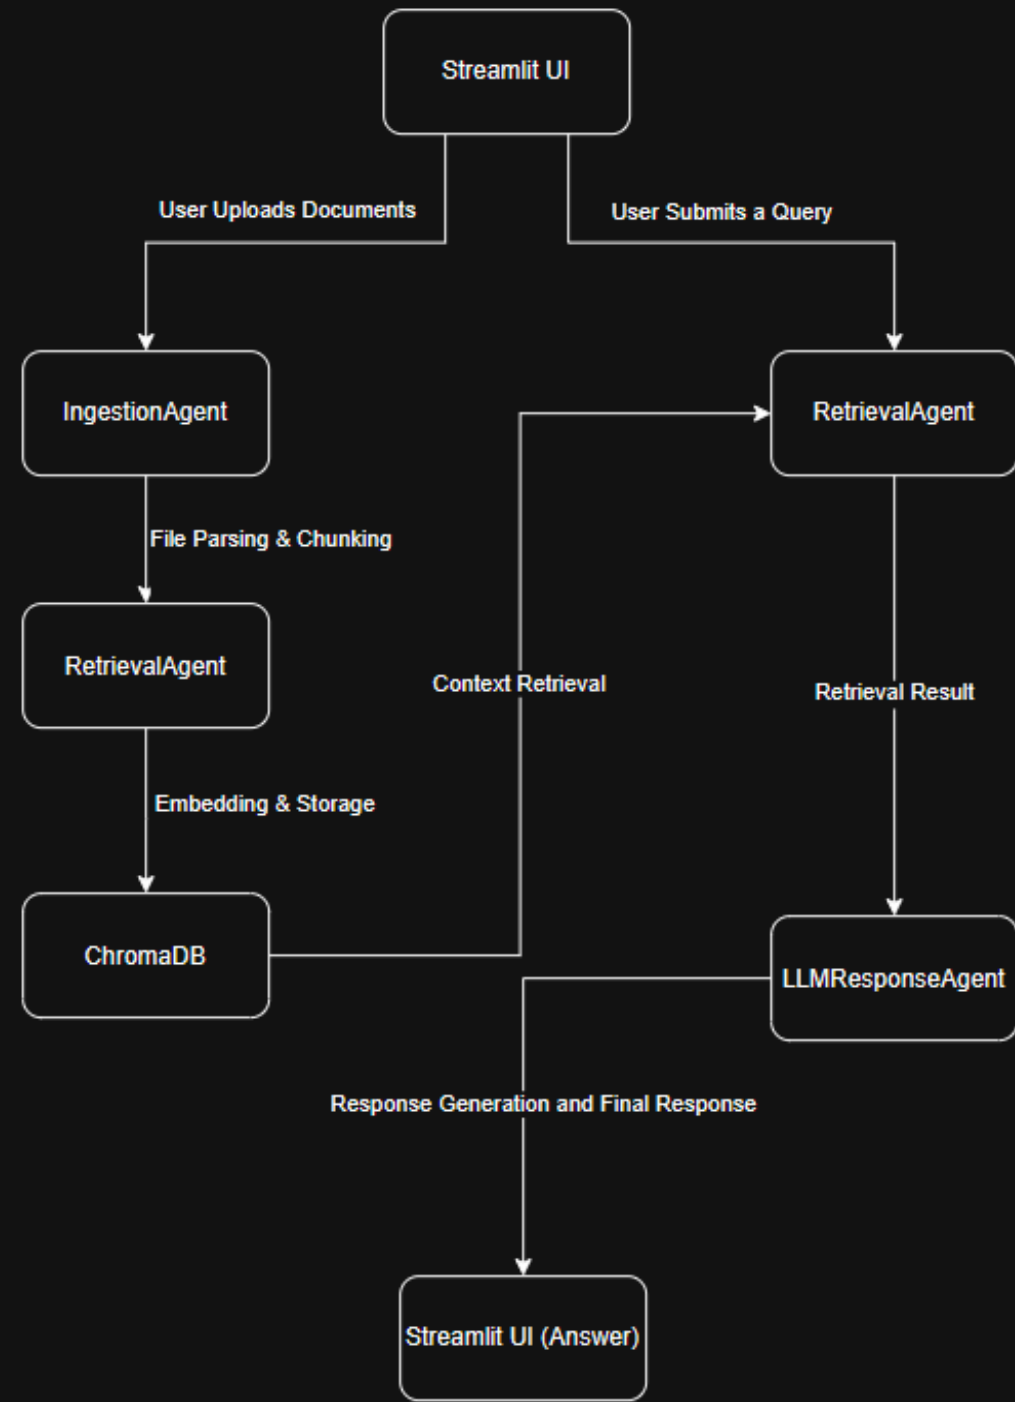 Streamlit UI
User Uploads Documents
User Submits a Query
IngestionAgent
RetrievalAgent
File Parsing & Chunking
RetrievalAgent
Context Retrieval
Retrieval Result
Embedding & Storage
ChromaDB
LLMResponseAgent
Response Generation and Final Response
Streamlit UI (Answer)